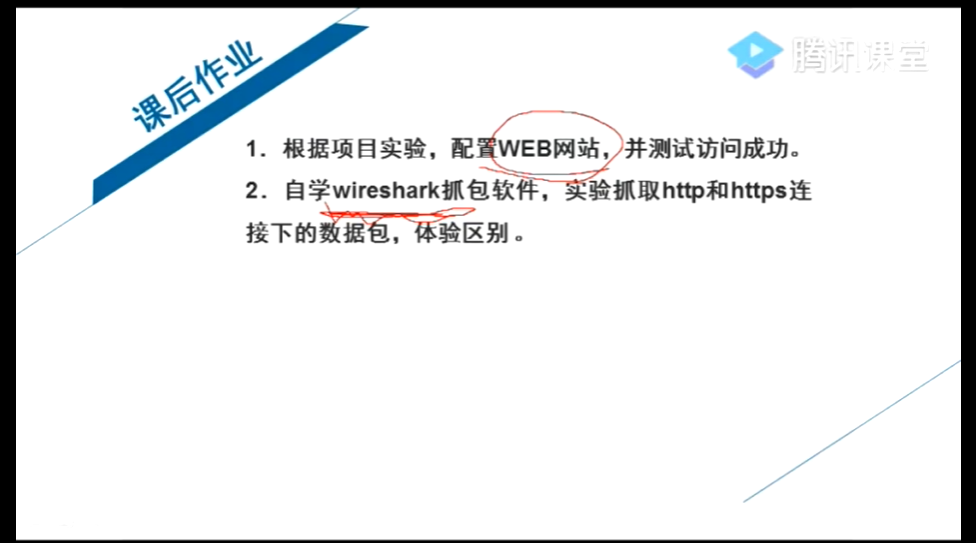 课后作业
腾讯课堂
1. 根据项目实验，配置WEB网站，并测试访问成功。
2. 自学wireshark抓包软件，实验抓取http和https连
接下的数据包，体验区别。